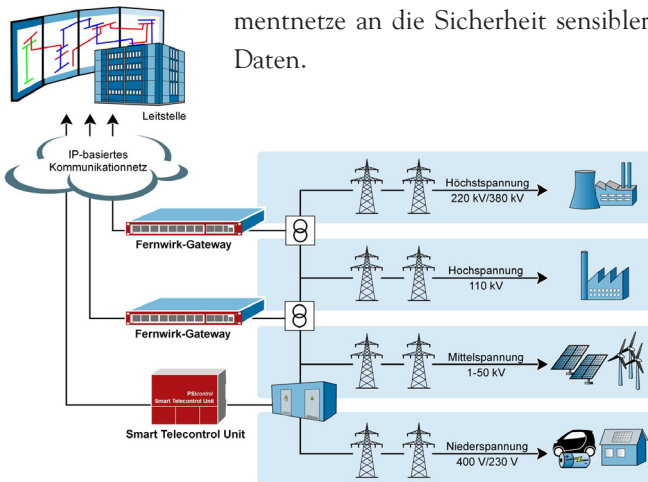 mentnetze an die Sicherheit sensibler
Daten.
Leitstelle
IP-basiertes
Kommunikationnetz
Höchstspannung
220 kV/380 kV
Fernwirk-Gateway
Hochspannung
110 kV
Fernwirk-Gateway
Mittelspannung
1-50 kV
PSIcontrol
Smart Telecontrol Unit
Smart Telecontrol Unit
Niederspannung
400 V/230 V